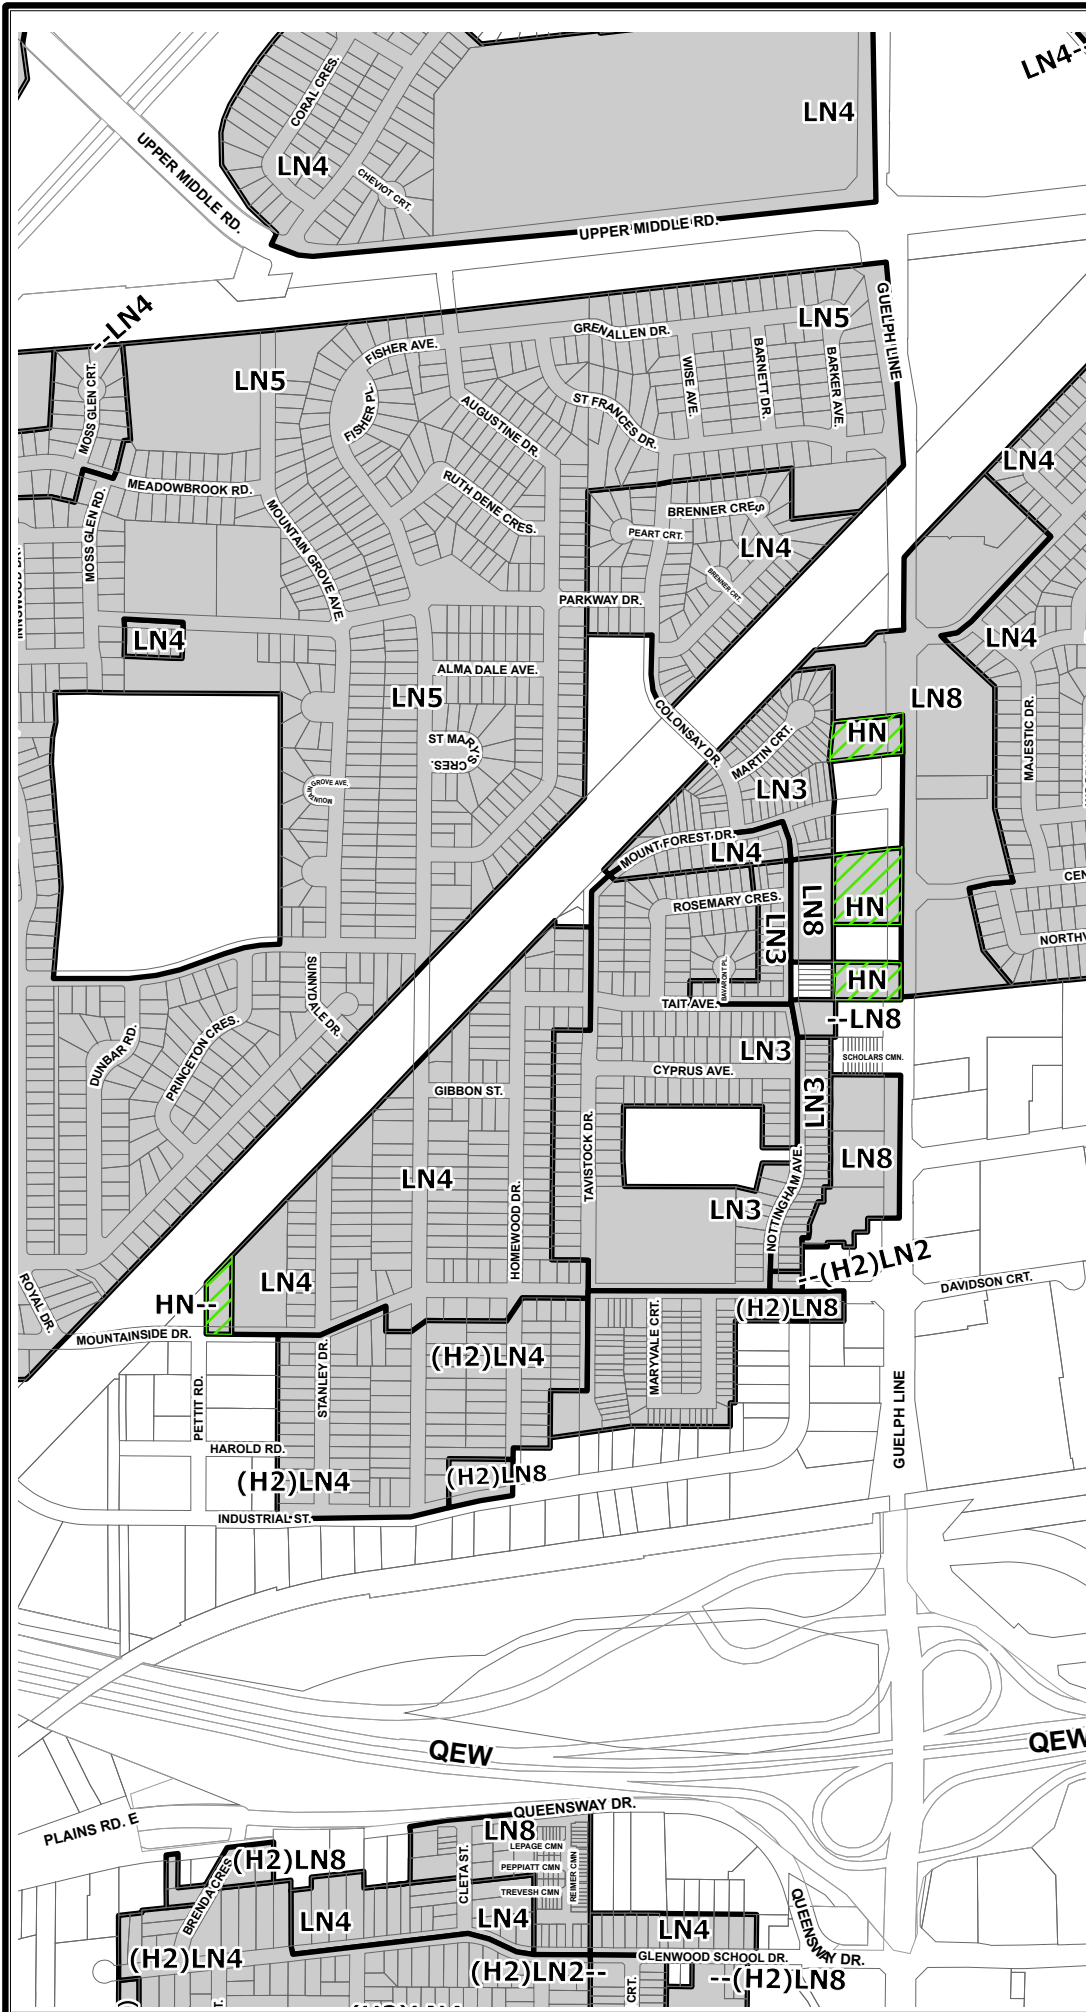 LN4--
CORAL CRES.
LN4
LN4
CHEVIOT CRT.
UPPER MIDDLE RD.
UPPER MIDDLE RD.
--LN4
GUELPH LINE
LN5
GRENALLEN DR.
FISHER AVE.
LN5
WISE AVE.
BARNETT DR.
BARKER AVE.
MOSS GLEN CRT.
FISHER PL.
AUGUSTINE DR.
ST FRANCES DR.
LN4
MEADOWBROOK RD.
RUTH DENE CRES.
BRENNER CRES
MOSS GLEN RD.
MOUNTAIN GROVE AVE.
PEART CRT.
LN4
BRENNER CRT.
PARKWAY DR.
LN4
LN4
ALMA DALE AVE.
LN5
LN8
COLONSAY DR.
MARTIN CRT.
HN
MAJESTIC DR.
ST MARY'S
CRES.
MOUNTAIN GROVE AVE.
LN3
MOUNT FOREST DR.
LN4
CEN
ROSEMARY CRES.
LN8
HN
LN3
NORTHV
BAVARONT PL.
SUNNYDALE DR.
HN
TAIT AVE.
--LN8
DUNBAR RD.
PRINCETON CRES.
LN3
SCHOLARS CMN.
CYPRUS AVE.
GIBBON ST.
LN3
TAVISTOCK DR.
LN4
LN8
HOMEWOOD DR.
LN3
NOTTINGHAM AVE.
--(H2)LN2
ROYAL DR.
LN4
DAVIDSON CRT.
HN--
(H2)LN8
MOUNTAINSIDE DR.
MARYVALE CRT.
(H2)LN4
STANLEY DR.
PETTIT RD.
GUELPH LINE
HAROLD RD.
(H2)LN4
(H2)LN8
INDUSTRIAL ST.
QEW
QEW
QUEENSWAY DR.
PLAINS RD. E
LN8
LEPAGE CMN
(H2)LN8
CLETA ST.
PEPPIATT CMN
REIMER CMN
TREVESH CMN
BRENDA CRES
LN4
LN4
LN4
QUEENSWAY DR.
(H2)LN4
GLENWOOD SCHOOL DR.
(H2)LN2--
--(H2)LN8
CRT.